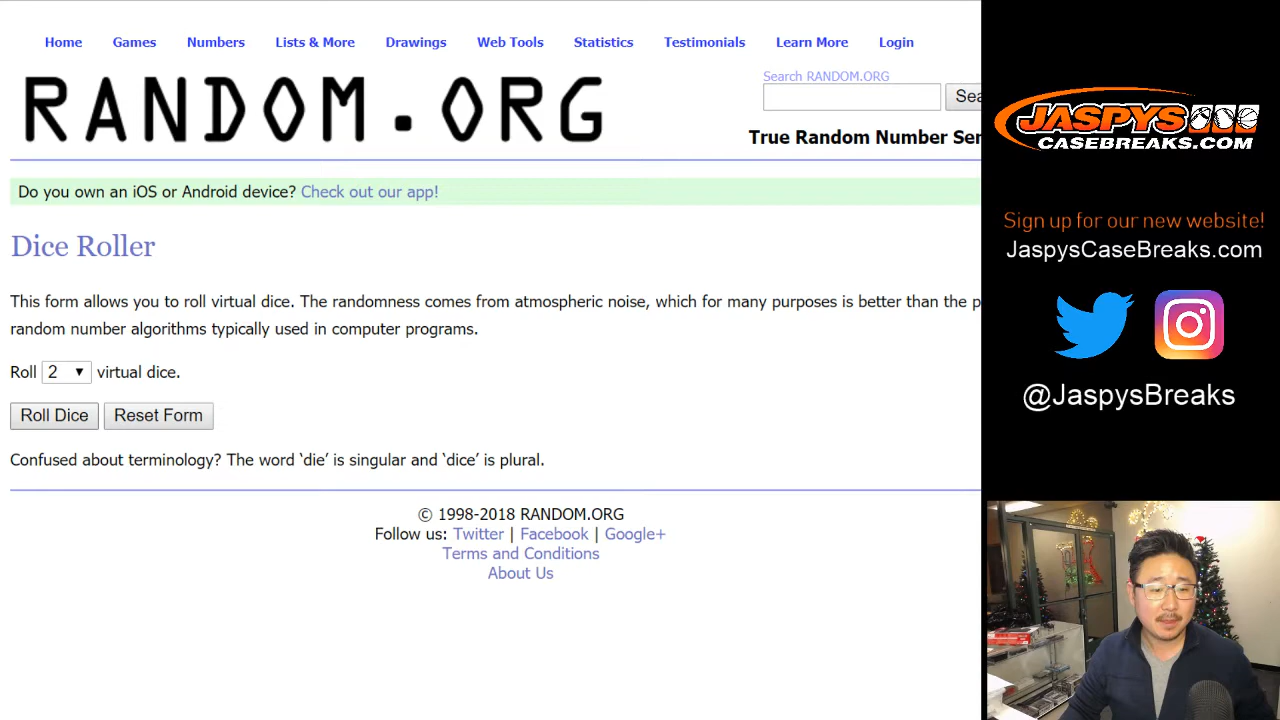 Home Games Numbers Lists & More Drawings Web Tools Statistics Testimonials Learn More Login
RANDOM.ORG
Search RANDOM.ORG
Sea
True Random Number Ser
Do you own an iOS or Android device? Check out our app!
Dice Roller
This form allows you to roll virtual dice. The randomness comes from atmospheric noise, which for many purposes is better than the p
random number algorithms typically used in computer programs.
Roll 2 virtual dice.
Roll Dice Reset Form
Confused about terminology? The word ‘die’ is singular and ‘dice’ is plural.
© 1998-2018 RANDOM.ORG
Follow us: Twitter | Facebook | Google+
Terms and Conditions
About Us
JASPYS
CASEBREAKS.COM
Sign up for our new website!
JaspysCaseBreaks.com
@JaspysBreaks